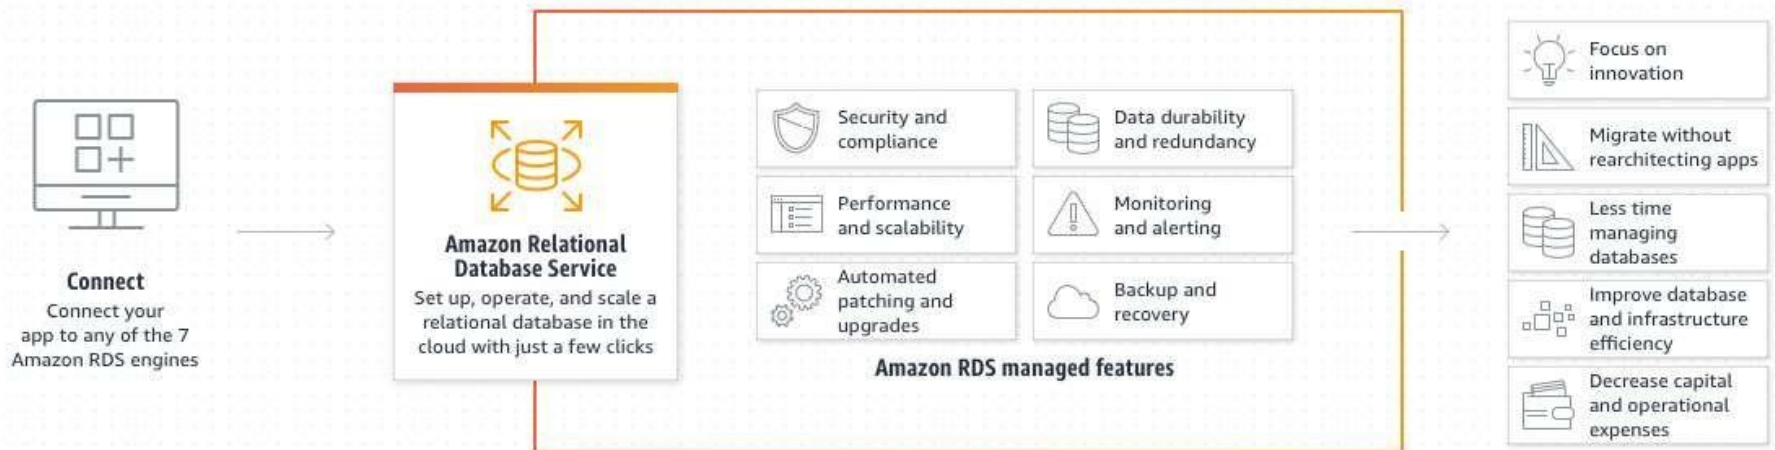 Connect
Connect your
app to any of the 7
Amazon RDS engines
Amazon Relational
Database Service
Set up, operate, and scale a
relational database in the
cloud with just a few clicks
Security and
compliance
Data durability
and redundancy
Performance
and scalability
Monitoring
and alerting
Automated
patching and
upgrades
Backup and
recovery
Amazon RDS managed features
Focus on
innovation
Migrate without
rearchitecting apps
Less time
managing
databases
Improve database
and infrastructure
efficiency
Decrease capital
and operational
expenses